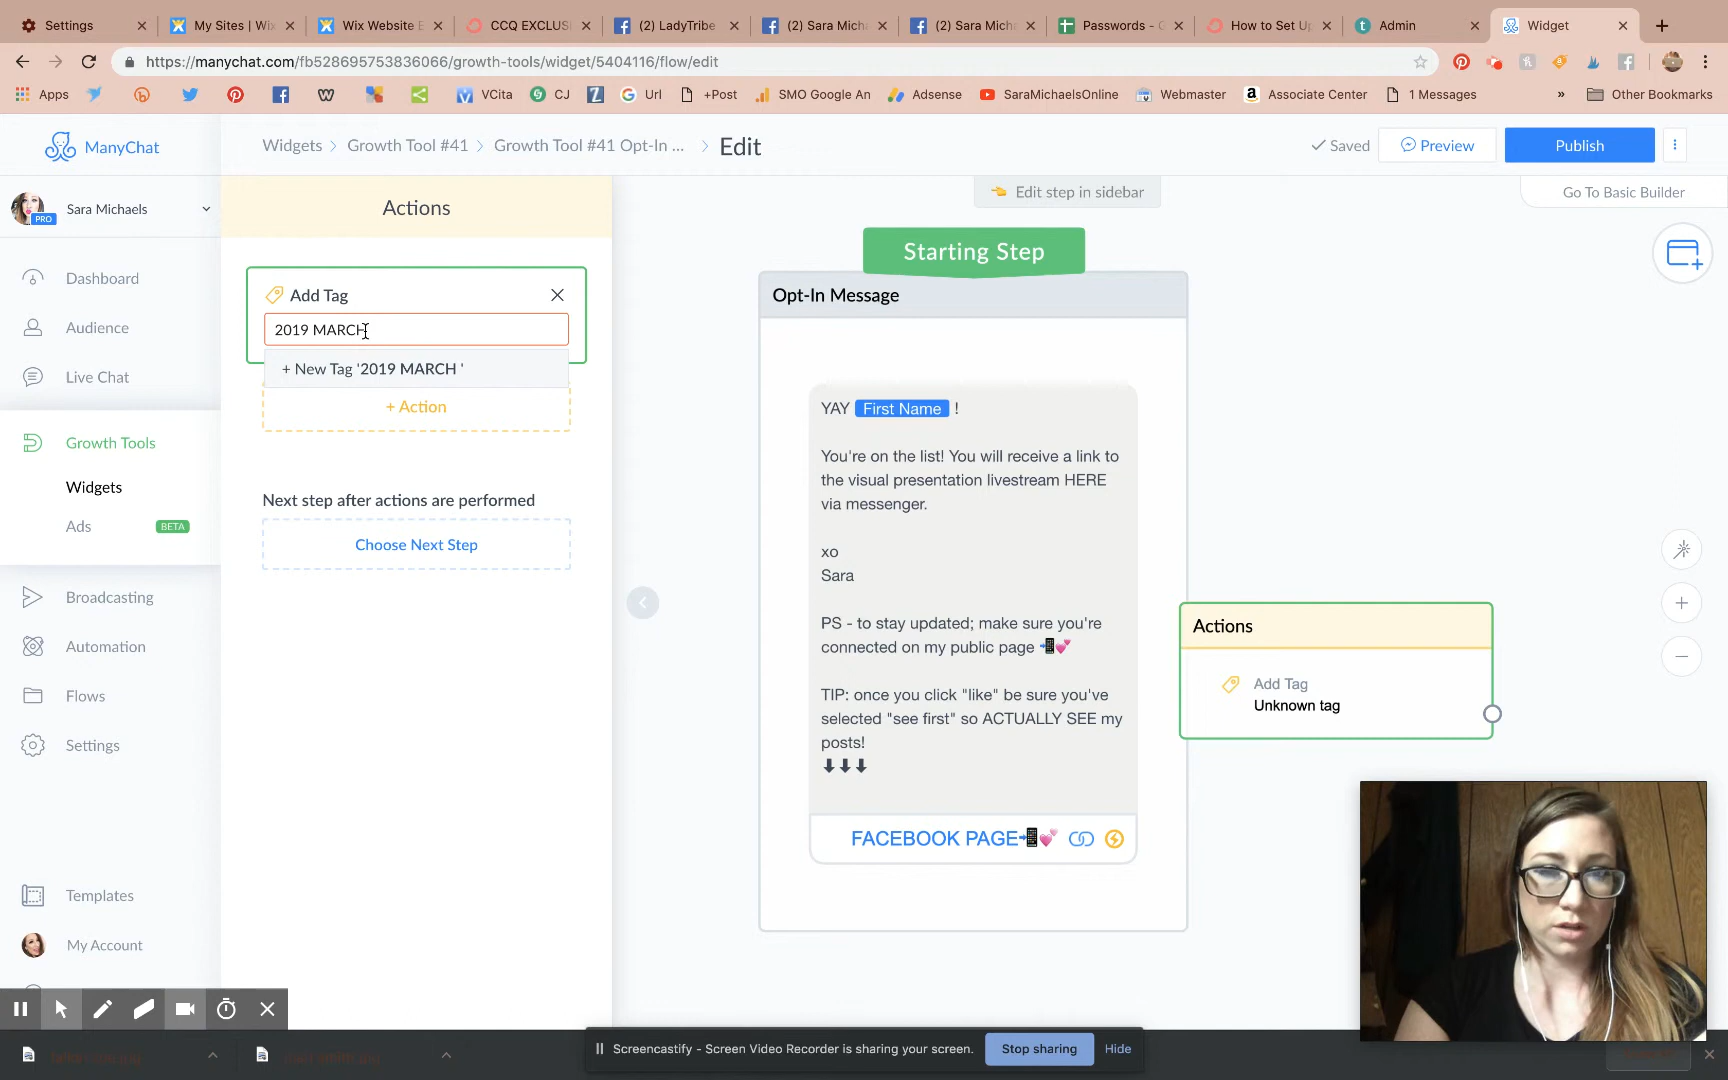 Settings
My Sites | Wix
Wix Website E
CCQ EXCLUSI
(2) LadyTribe
(2) Sara Micha
(2) Sara Micha
Passwords - G
How to Set Up
Admin
Widget
https://manychat.com/fb528695753836066/growth-tools/widget/5404116/flow/edit
Apps
VCita
CJ
Url
+Post
SMO Google An
Adsense
SaraMichaelsOnline
Webmaster
Associate Center
1 Messages
»
Other Bookmarks
ManyChat
Widgets > Growth Tool #41 > Growth Tool #41 Opt-In ... > Edit
Saved
Preview
Publish
Sara Michaels
PRO
Actions
Edit step in sidebar
Go To Basic Builder
Dashboard
Audience
Live Chat
Growth Tools
Widgets
Ads
BETA
Broadcasting
Automation
Flows
Settings
Templates
My Account
Add Tag
2019 MARCH
+ New Tag '2019 MARCH '
+ Action
Next step after actions are performed
Choose Next Step
Starting Step
Opt-In Message
YAY First Name !
You're on the list! You will receive a link to
the visual presentation livestream HERE
via messenger.
xo
Sara
PS - to stay updated; make sure you're
connected on my public page 📲💕
TIP: once you click "like" be sure you've
selected "see first" so ACTUALLY SEE my
posts!
⬇⬇⬇
FACEBOOK PAGE📲💕
Actions
Add Tag
Unknown tag
Screencastify - Screen Video Recorder is sharing your screen.
Stop sharing
Hide